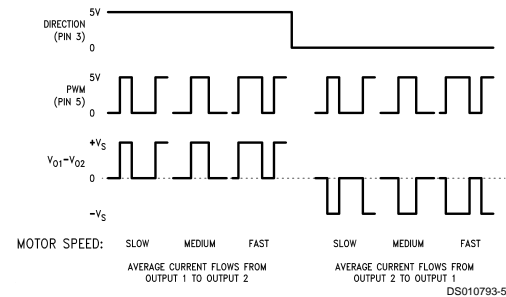 5V
DIRECTION
(PIN 3)
0
5V
PWM
(PIN 5)
0
+VS
VO1-VO2
0
-VS
MOTOR SPEED: SLOW MEDIUM FAST SLOW MEDIUM FAST
AVERAGE CURRENT FLOWS FROM
OUTPUT 1 TO OUTPUT 2
AVERAGE CURRENT FLOWS FROM
OUTPUT 2 TO OUTPUT 1
DS010793-5